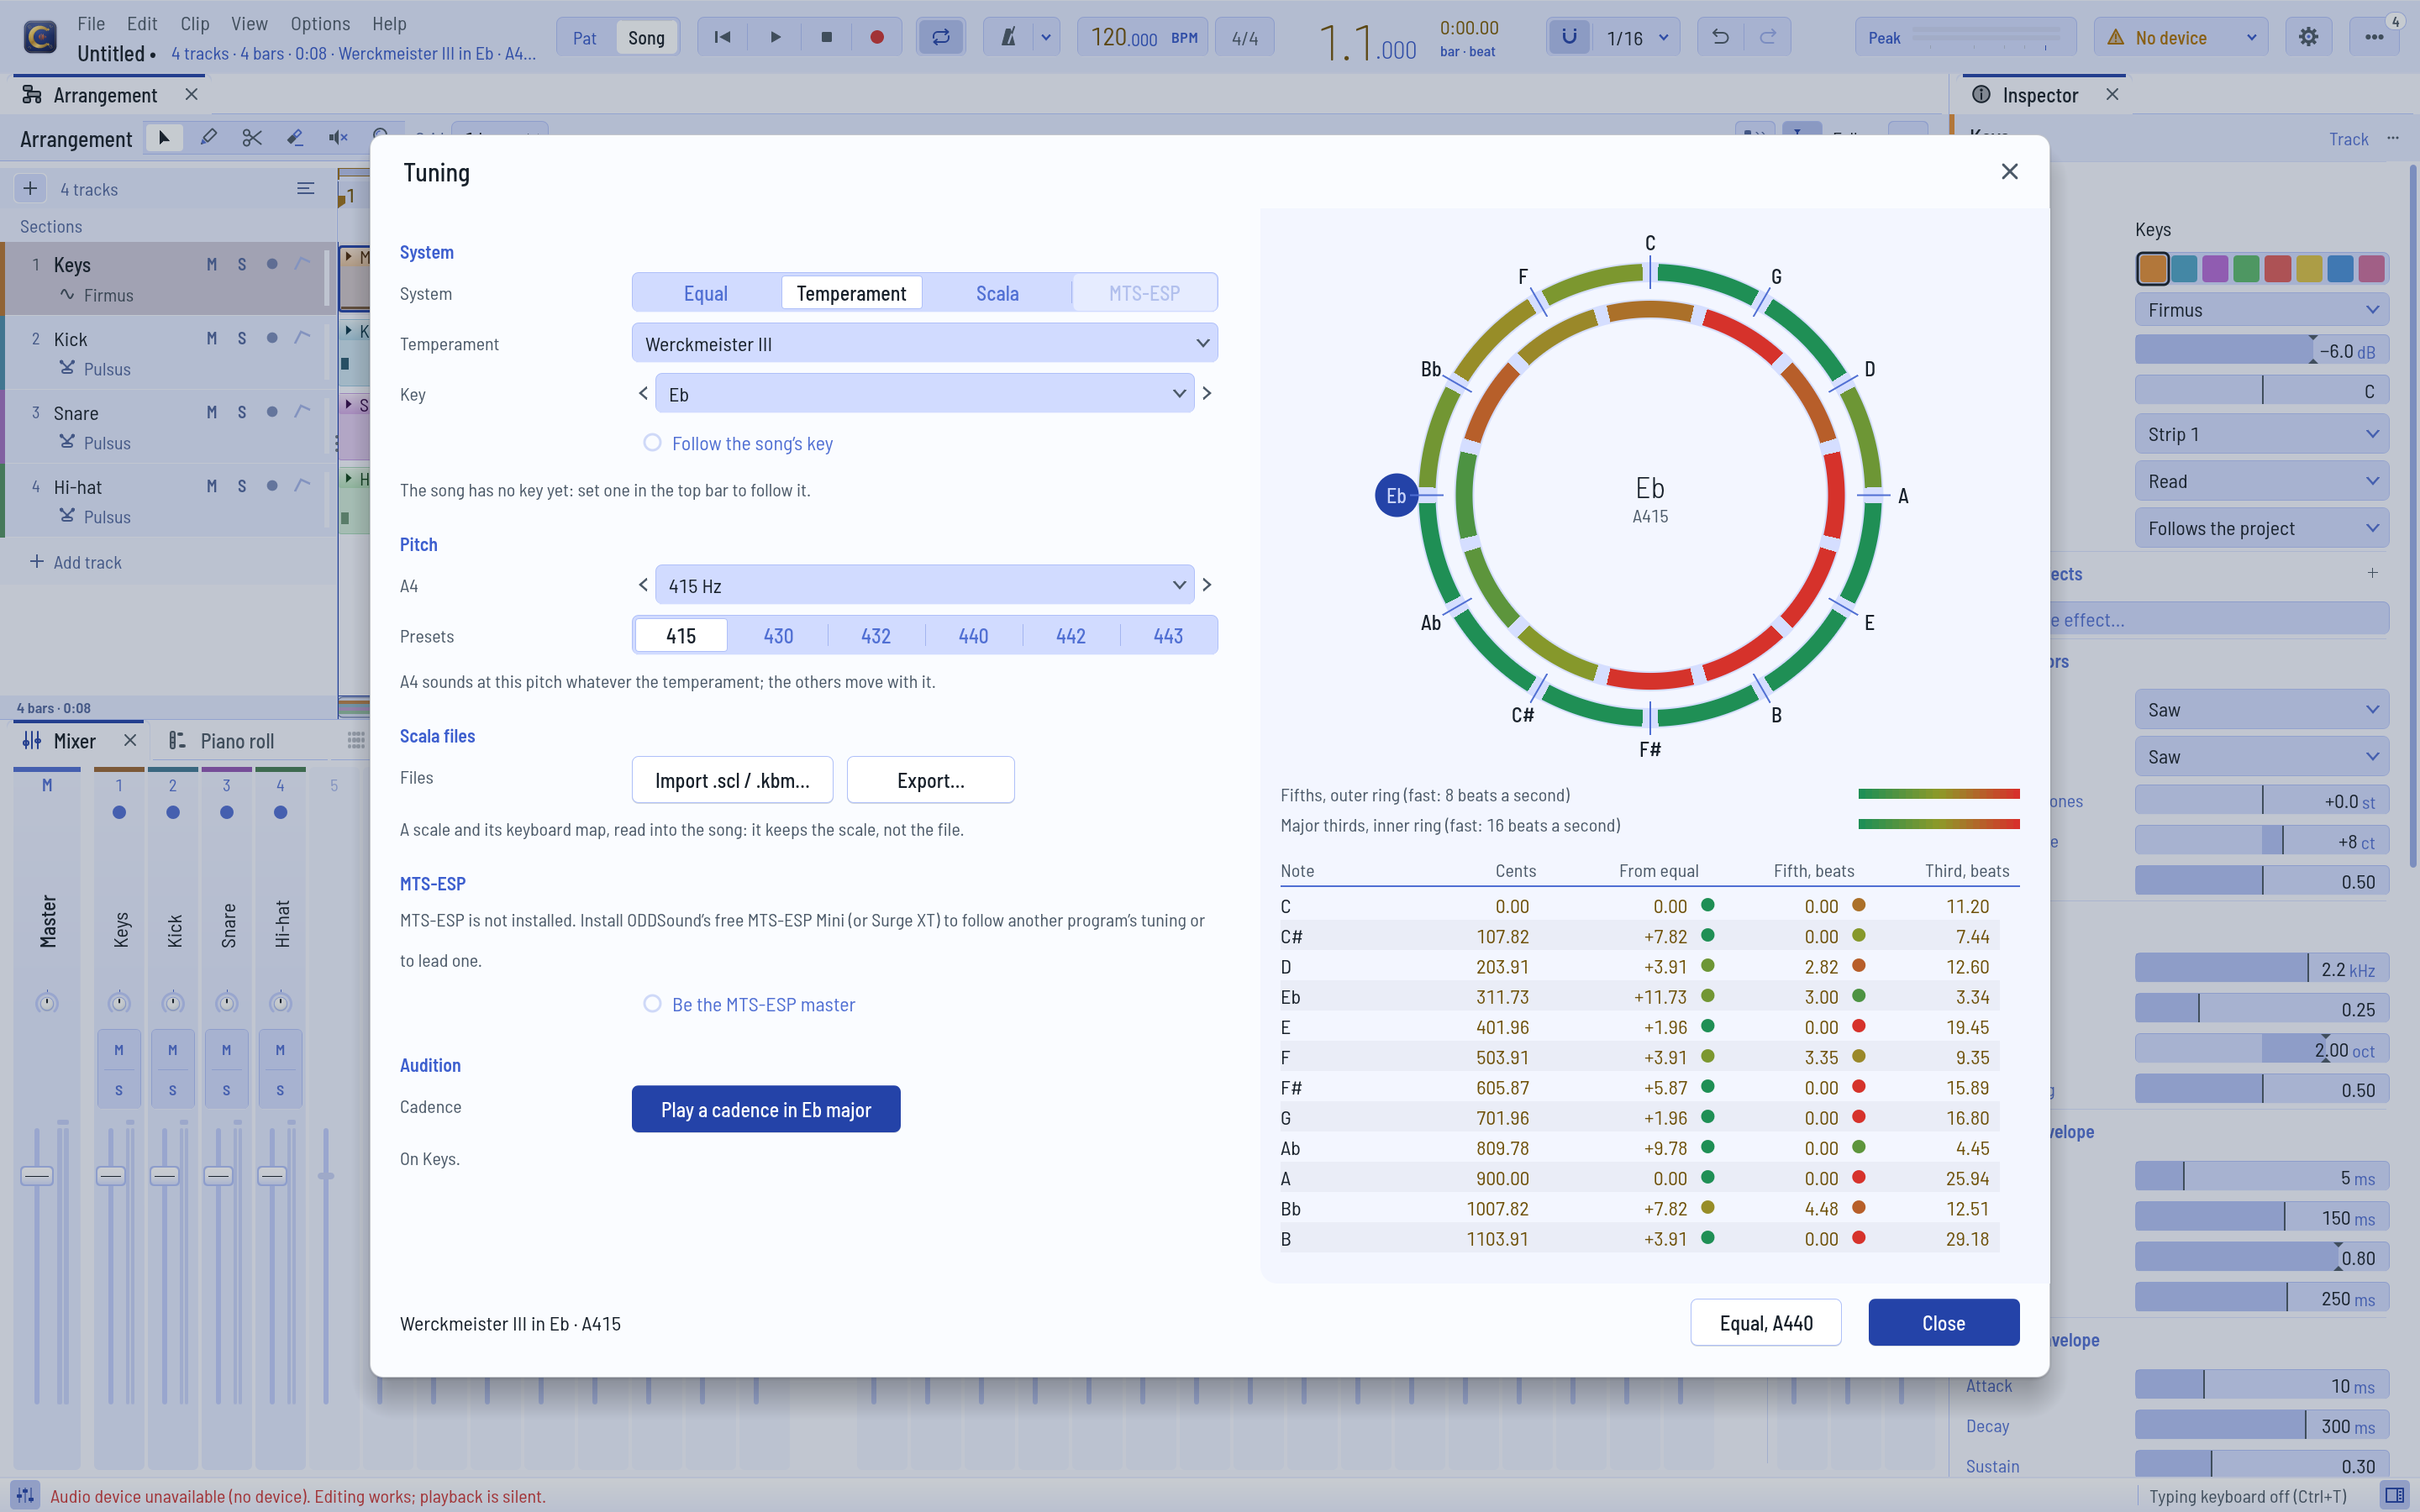 File Edit Clip View Options Help
Untitled • 4 tracks · 4 bars · 0:08 · Werckmeister III in Eb · A4...
Pat Song
120.000 BPM 4/4
1.1.000 0:00.00
bar · beat
1/16
Peak
No device
4
Arrangement
Inspector
Arrangement
Track
4 tracks
1
Sections
1 Keys M S
Firmus
2 Kick M S
Pulsus
3 Snare M S
Pulsus
4 Hi-hat M S
Pulsus
Add track
4 bars · 0:08
Mixer Piano roll
M 1 2 3 4 5
Master Keys Kick Snare Hi-hat
M M M M
S S S S
Tuning
System
System Equal Temperament Scala MTS-ESP
Temperament Werckmeister III
Key Eb
Follow the song's key
The song has no key yet: set one in the top bar to follow it.
Pitch
A4 415 Hz
Presets 415 430 432 440 442 443
A4 sounds at this pitch whatever the temperament; the others move with it.
Scala files
Files Import .scl / .kbm... Export...
A scale and its keyboard map, read into the song: it keeps the scale, not the file.
MTS-ESP
MTS-ESP is not installed. Install ODDSound's free MTS-ESP Mini (or Surge XT) to follow another program's tuning or
to lead one.
Be the MTS-ESP master
Audition
Cadence Play a cadence in Eb major
On Keys.
Werckmeister III in Eb · A415
C
F G
Bb D
Eb A
Eb
A415
Ab E
C# B
F#
Fifths, outer ring (fast: 8 beats a second)
Major thirds, inner ring (fast: 16 beats a second)
Note Cents From equal Fifth, beats Third, beats
C 0.00 0.00 0.00 11.20
C# 107.82 +7.82 0.00 7.44
D 203.91 +3.91 2.82 12.60
Eb 311.73 +11.73 3.00 3.34
E 401.96 +1.96 0.00 19.45
F 503.91 +3.91 3.35 9.35
F# 605.87 +5.87 0.00 15.89
G 701.96 +1.96 0.00 16.80
Ab 809.78 +9.78 0.00 4.45
A 900.00 0.00 0.00 25.94
Bb 1007.82 +7.82 4.48 12.51
B 1103.91 +3.91 0.00 29.18
Equal, A440 Close
Keys
Firmus
−6.0 dB
C
Strip 1
Read
Follows the project
ects
e effect...
ors
Saw
Saw
ones +0.0 st
e +8 ct
0.50
2.2 kHz
0.25
2.00 oct
g 0.50
velope
5 ms
150 ms
0.80
250 ms
velope
Attack 10 ms
Decay 300 ms
Sustain 0.30
Audio device unavailable (no device). Editing works; playback is silent.
Typing keyboard off (Ctrl+T)